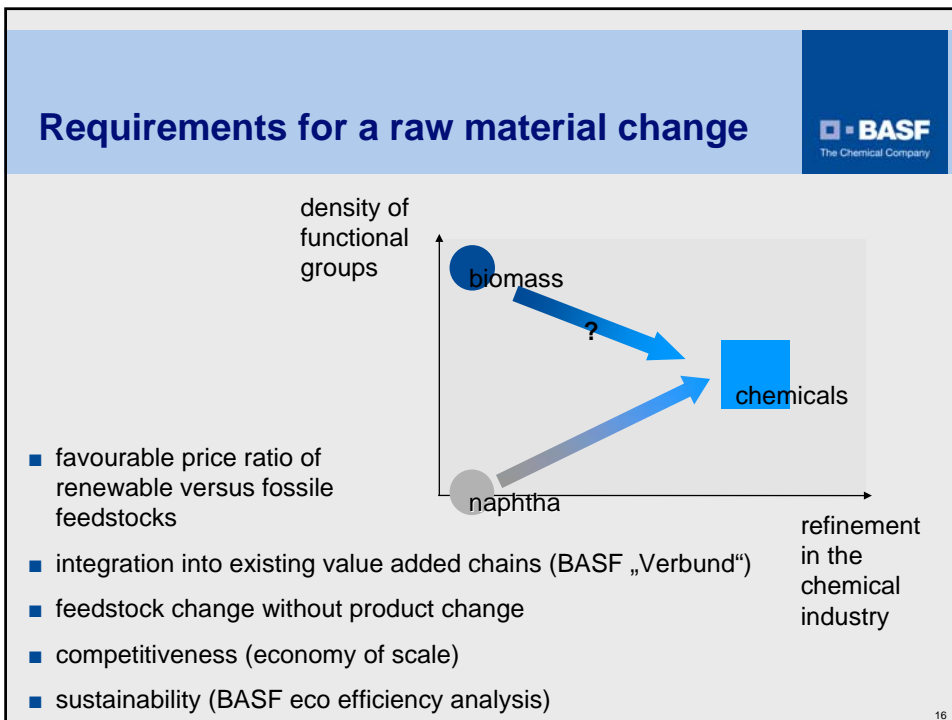 Requirements for a raw material change
BASF
The Chemical Company
density of
functional
groups
biomass
?
chemicals
naphtha
refinement
in the
chemical
industry
■ favourable price ratio of
renewable versus fossile
feedstocks
■ integration into existing value added chains (BASF „Verbund“)
■ feedstock change without product change
■ competitiveness (economy of scale)
■ sustainability (BASF eco efficiency analysis)
16